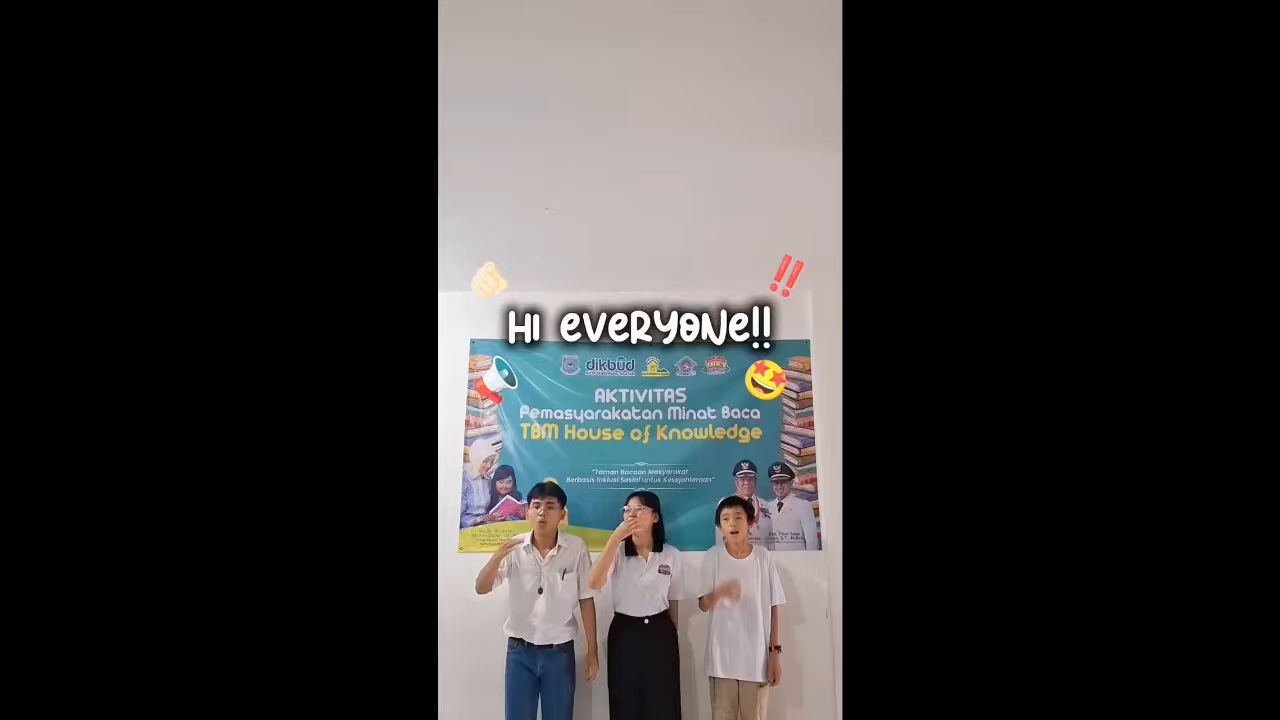 HI EVERYONE!!
dikbud
AKTIVITAS
Pemasyarakatan Minat Baca
TBM House of Knowledge
"Taman Bacaan Masyarakat
Berbasis Inklusi Sosial untuk Kesejahteraan"